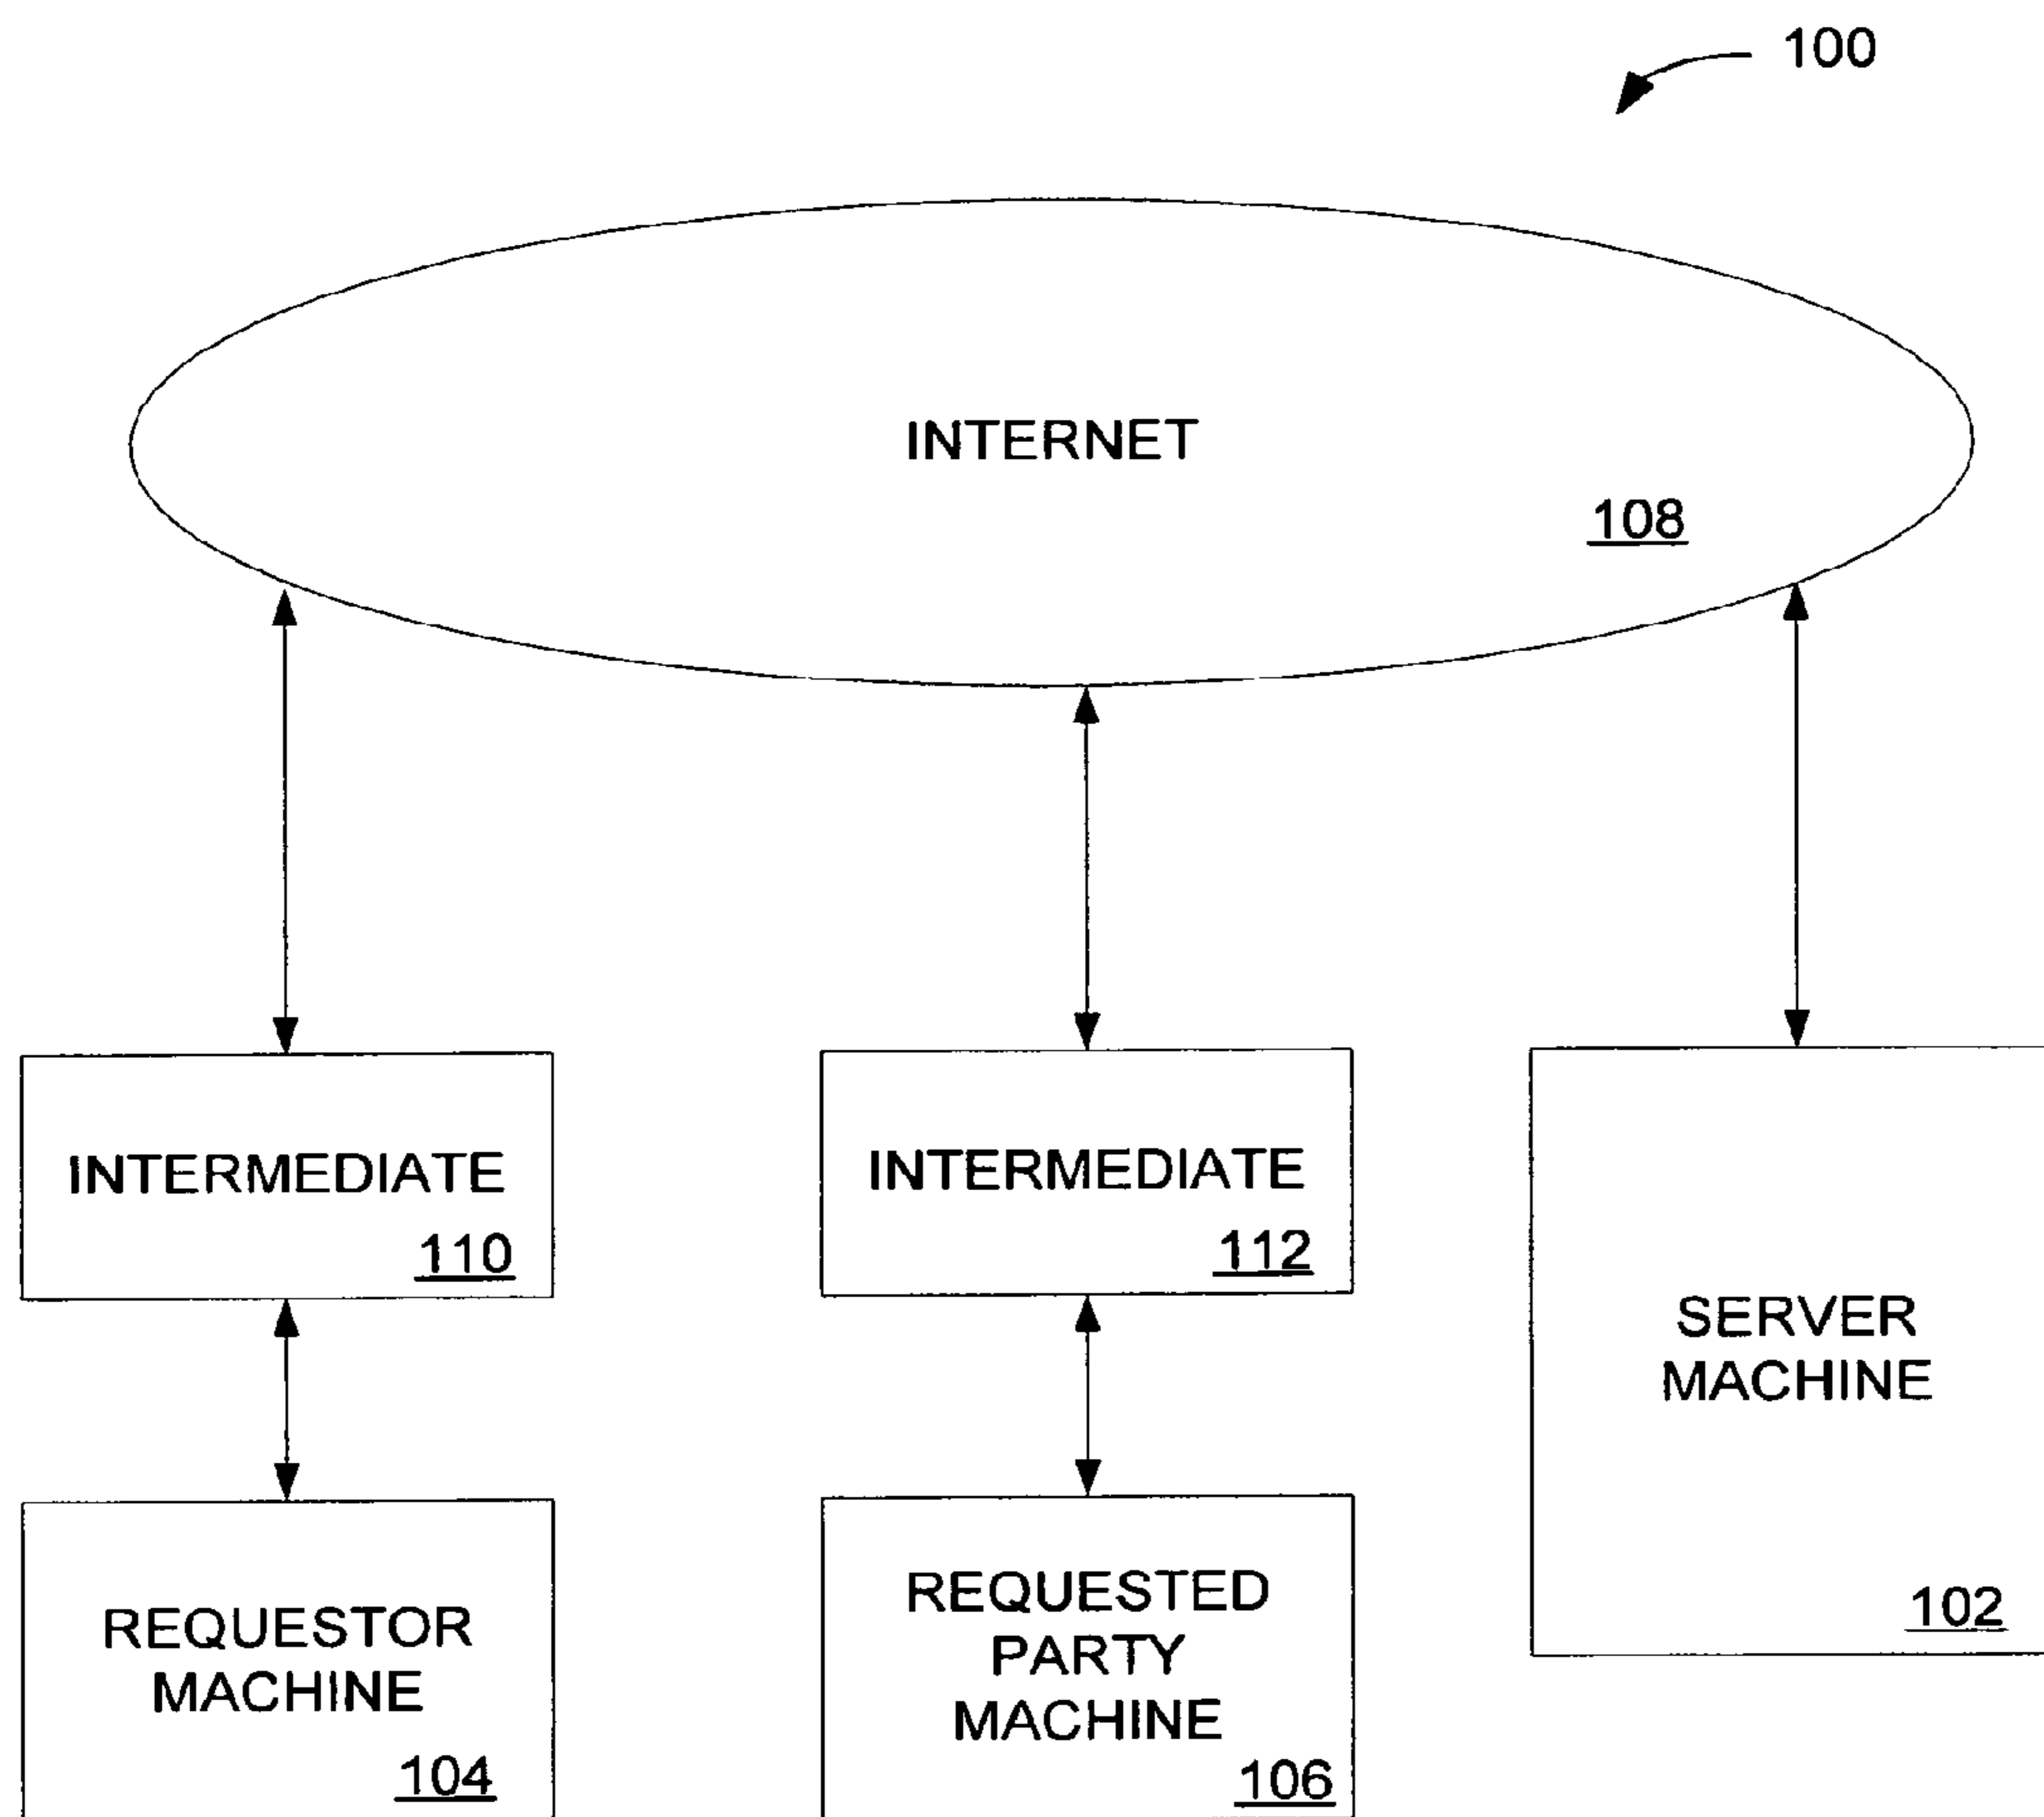 100
INTERNET
108
INTERMEDIATE
110
INTERMEDIATE
112
SERVER
MACHINE
102
REQUESTOR
MACHINE
104
REQUESTED
PARTY
MACHINE
106